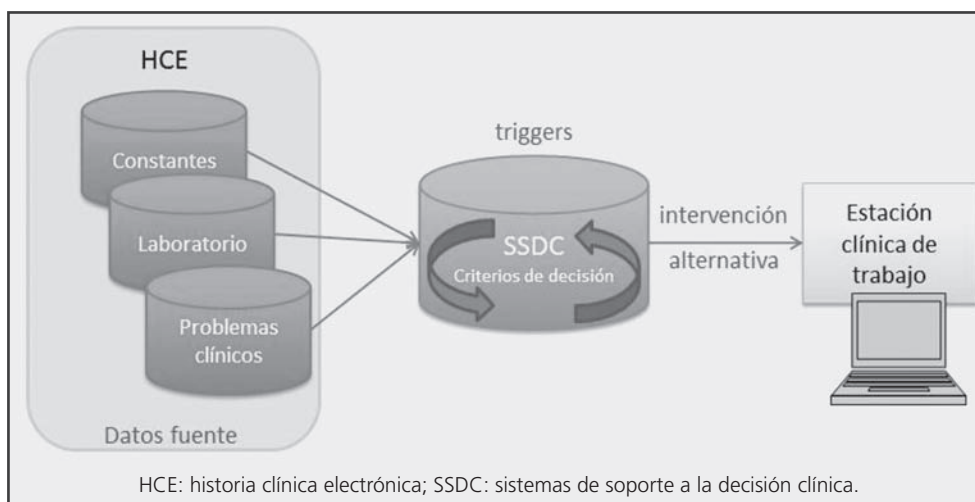 HCE
Constantes
Laboratorio
Problemas
clínicos
Datos fuente
triggers
SSDC
Criterios de decisión
intervención
alternativa
Estación
clínica de
trabajo
HCE: historia clínica electrónica; SSDC: sistemas de soporte a la decisión clínica.